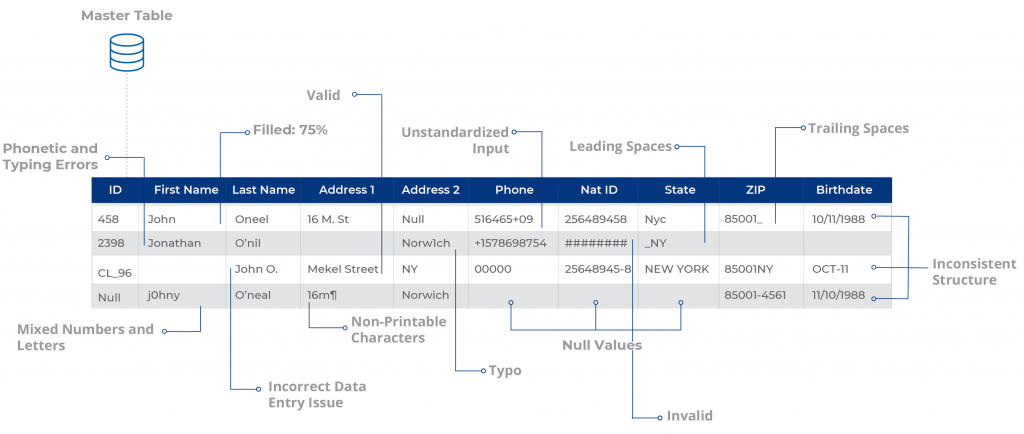 Master Table
Valid
Filled: 75%
Unstandardized
Input
Trailing Spaces
Leading Spaces
Phonetic and
Typing Errors
ID First Name Last Name Address 1 Address 2 Phone Nat ID State ZIP Birthdate
458 John Oneel 16 M. St Null 516465+09 256489458 Nyc 85001_ 10/11/1988
2398 Jonathan O’nil Norw1ch +1578698754 ######## _NY
CL_96 John O. Mekel Street NY 00000 25648945-8 NEW YORK 85001NY OCT-11
Null j0hny O’neal 16m¶ Norwich 85001-4561 11/10/1988
Inconsistent
Structure
Mixed Numbers and
Letters
Non-Printable
Characters
Null Values
Typo
Incorrect Data
Entry Issue
Invalid